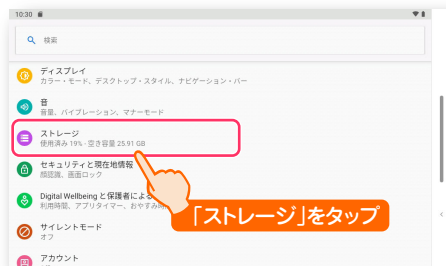 10:30
検索
ディスプレイ
カラー・モード、デスクトップ・スタイル、ナビゲーション・バー
音
音量、バイブレーション、マナーモード
ストレージ
使用済み 19% - 空き容量 25.91 GB
セキュリティと現在地情報
顔認識、画面ロック
Digital Wellbeing と保護者による
利用時間、アプリタイマー、おやすみ時
「ストレージ」をタップ
サイレントモード
オフ
アカウント